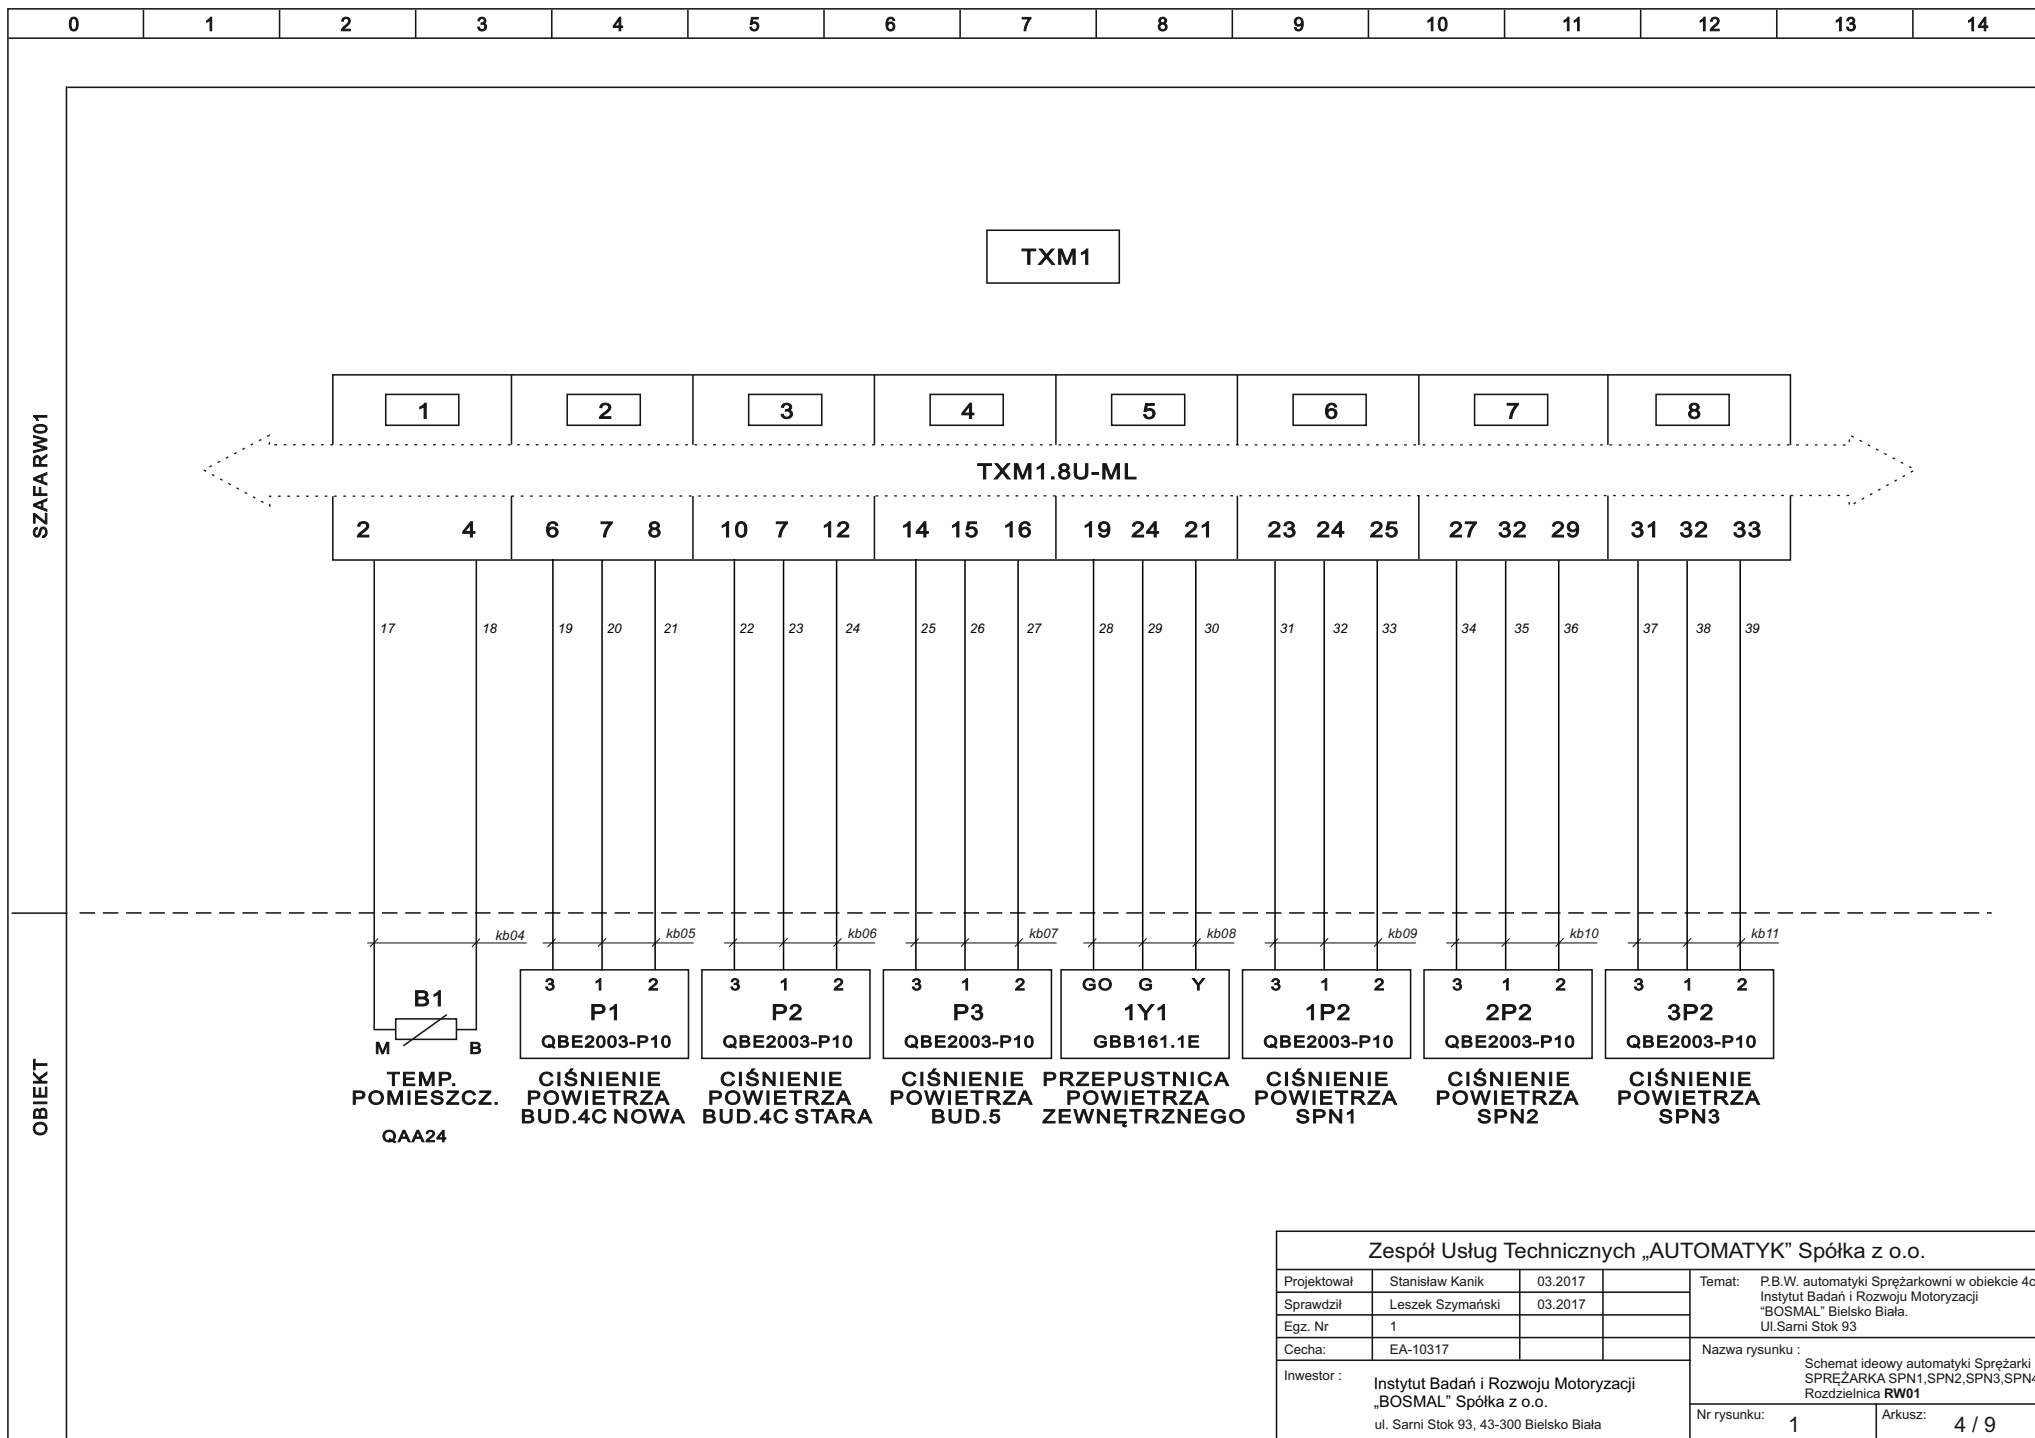 0 1 2 3 4 5 6 7 8 9 10 11 12 13 14
SZAFA RW01
TXM1
1 2 3 4 5 6 7 8
TXM1.8U-ML
2 4 6 7 8 10 7 12 14 15 16 19 24 21 23 24 25 27 32 29 31 32 33
17 18 19 20 21 22 23 24 25 26 27 28 29 30 31 32 33 34 35 36 37 38 39
kb04 kb05 kb06 kb07 kb08 kb09 kb10 kb11
OBIEKT
B1
M B
TEMP.
POMIESZCZ.
QAA24
3 1 2
P1
QBE2003-P10
CIŚNIENIE
POWIETRZA
BUD.4C NOWA
3 1 2
P2
QBE2003-P10
CIŚNIENIE
POWIETRZA
BUD.4C STARA
3 1 2
P3
QBE2003-P10
CIŚNIENIE
POWIETRZA
BUD.5
GO G Y
1Y1
GBB161.1E
PRZEPUSTNICA
POWIETRZA
ZEWNĘTRZNEGO
3 1 2
1P2
QBE2003-P10
CIŚNIENIE
POWIETRZA
SPN1
3 1 2
2P2
QBE2003-P10
CIŚNIENIE
POWIETRZA
SPN2
3 1 2
3P2
QBE2003-P10
CIŚNIENIE
POWIETRZA
SPN3
Zespół Usług Technicznych „AUTOMATYK” Spółka z o.o.
Projektował Stanisław Kanik 03.2017
Sprawdził Leszek Szymański 03.2017
Egz. Nr 1
Cecha: EA-10317
Inwestor :
Instytut Badań i Rozwoju Motoryzacji
„BOSMAL” Spółka z o.o.
ul. Sarni Stok 93, 43-300 Bielsko Biała
Temat: P.B.W. automatyki Sprężarkowni w obiekcie 4c
Instytut Badań i Rozwoju Motoryzacji
“BOSMAL” Bielsko Biała.
Ul.Sarni Stok 93
Nazwa rysunku :
Schemat ideowy automatyki Sprężarki
SPRĘŻARKA SPN1,SPN2,SPN3,SPN4
Rozdzielnica RW01
Nr rysunku: 1
Arkusz: 4 / 9